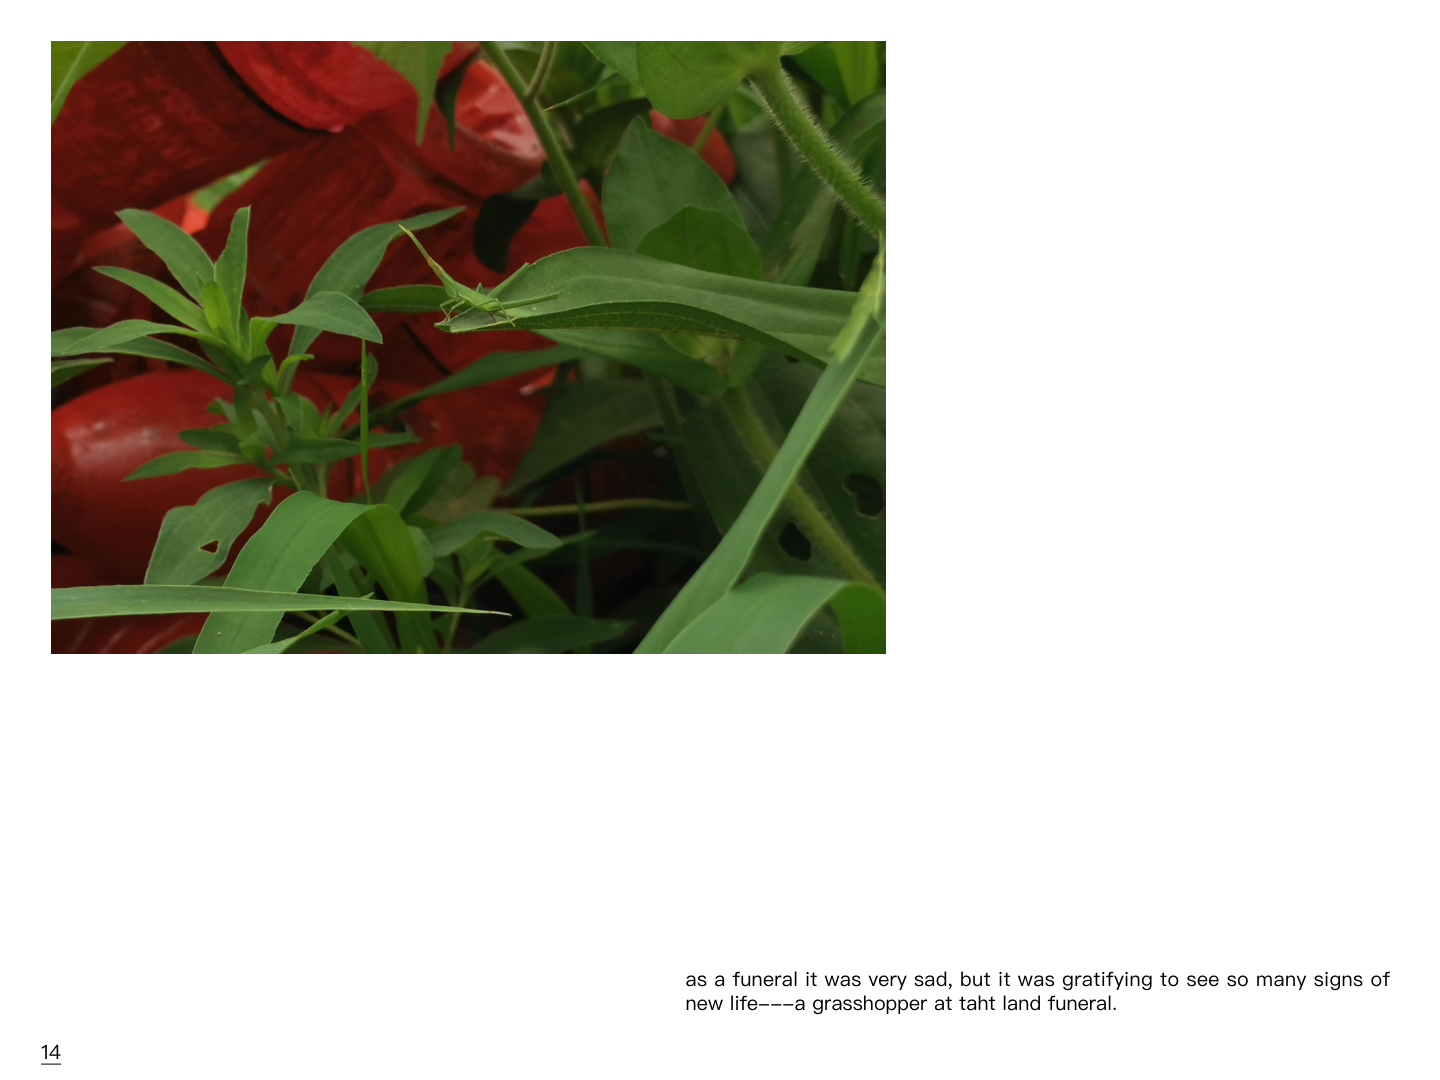 as a funeral it was very sad, but it was gratifying to see so many signs of
new life---a grasshopper at taht land funeral.
14